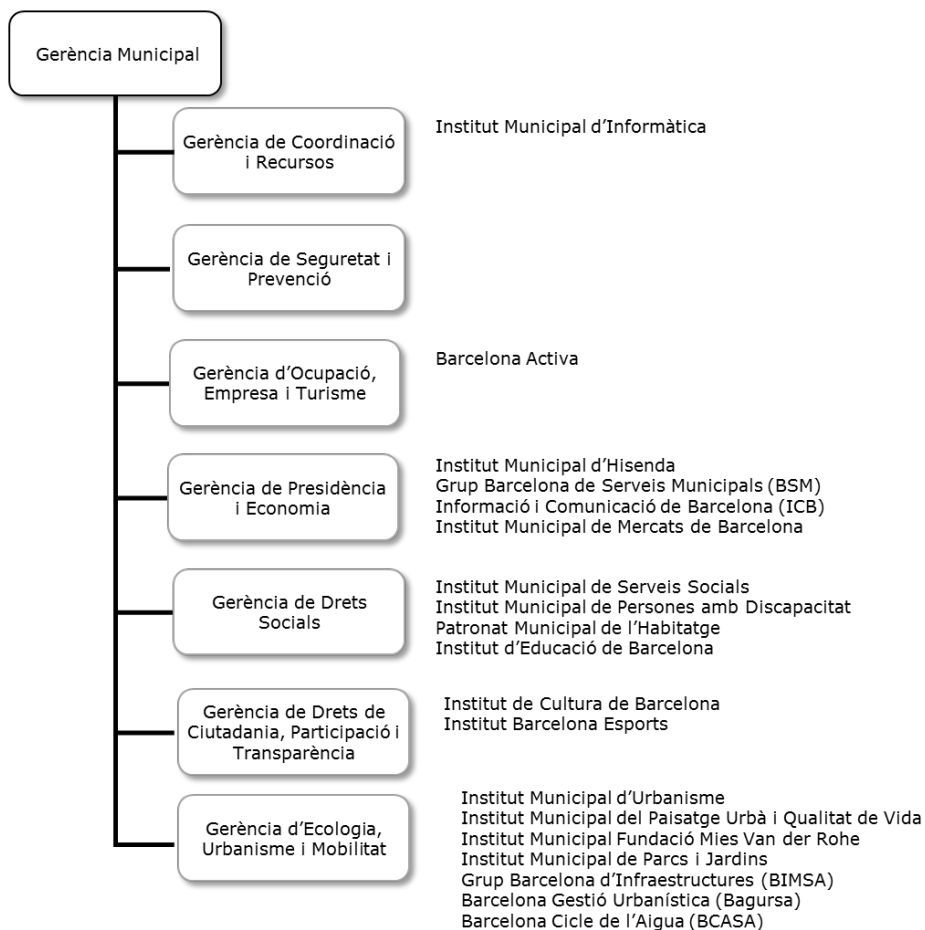 Gerència Municipal
Gerència de Coordinació
i Recursos
Institut Municipal d’Informàtica
Gerència de Seguretat i
Prevenció
Gerència d’Ocupació,
Empresa i Turisme
Barcelona Activa
Gerència de Presidència
i Economia
Institut Municipal d’Hisenda
Grup Barcelona de Serveis Municipals (BSM)
Informació i Comunicació de Barcelona (ICB)
Institut Municipal de Mercats de Barcelona
Gerència de Drets
Socials
Institut Municipal de Serveis Socials
Institut Municipal de Persones amb Discapacitat
Patronat Municipal de l’Habitatge
Institut d’Educació de Barcelona
Gerència de Drets de
Ciutadania, Participació i
Transparència
Institut de Cultura de Barcelona
Institut Barcelona Esports
Gerència d’Ecologia,
Urbanisme i Mobilitat
Institut Municipal d’Urbanisme
Institut Municipal del Paisatge Urbà i Qualitat de Vida
Institut Municipal Fundació Mies Van der Rohe
Institut Municipal de Parcs i Jardins
Grup Barcelona d’Infraestructures (BIMSA)
Barcelona Gestió Urbanística (Bagursa)
Barcelona Cicle de l’Aigua (BCASA)